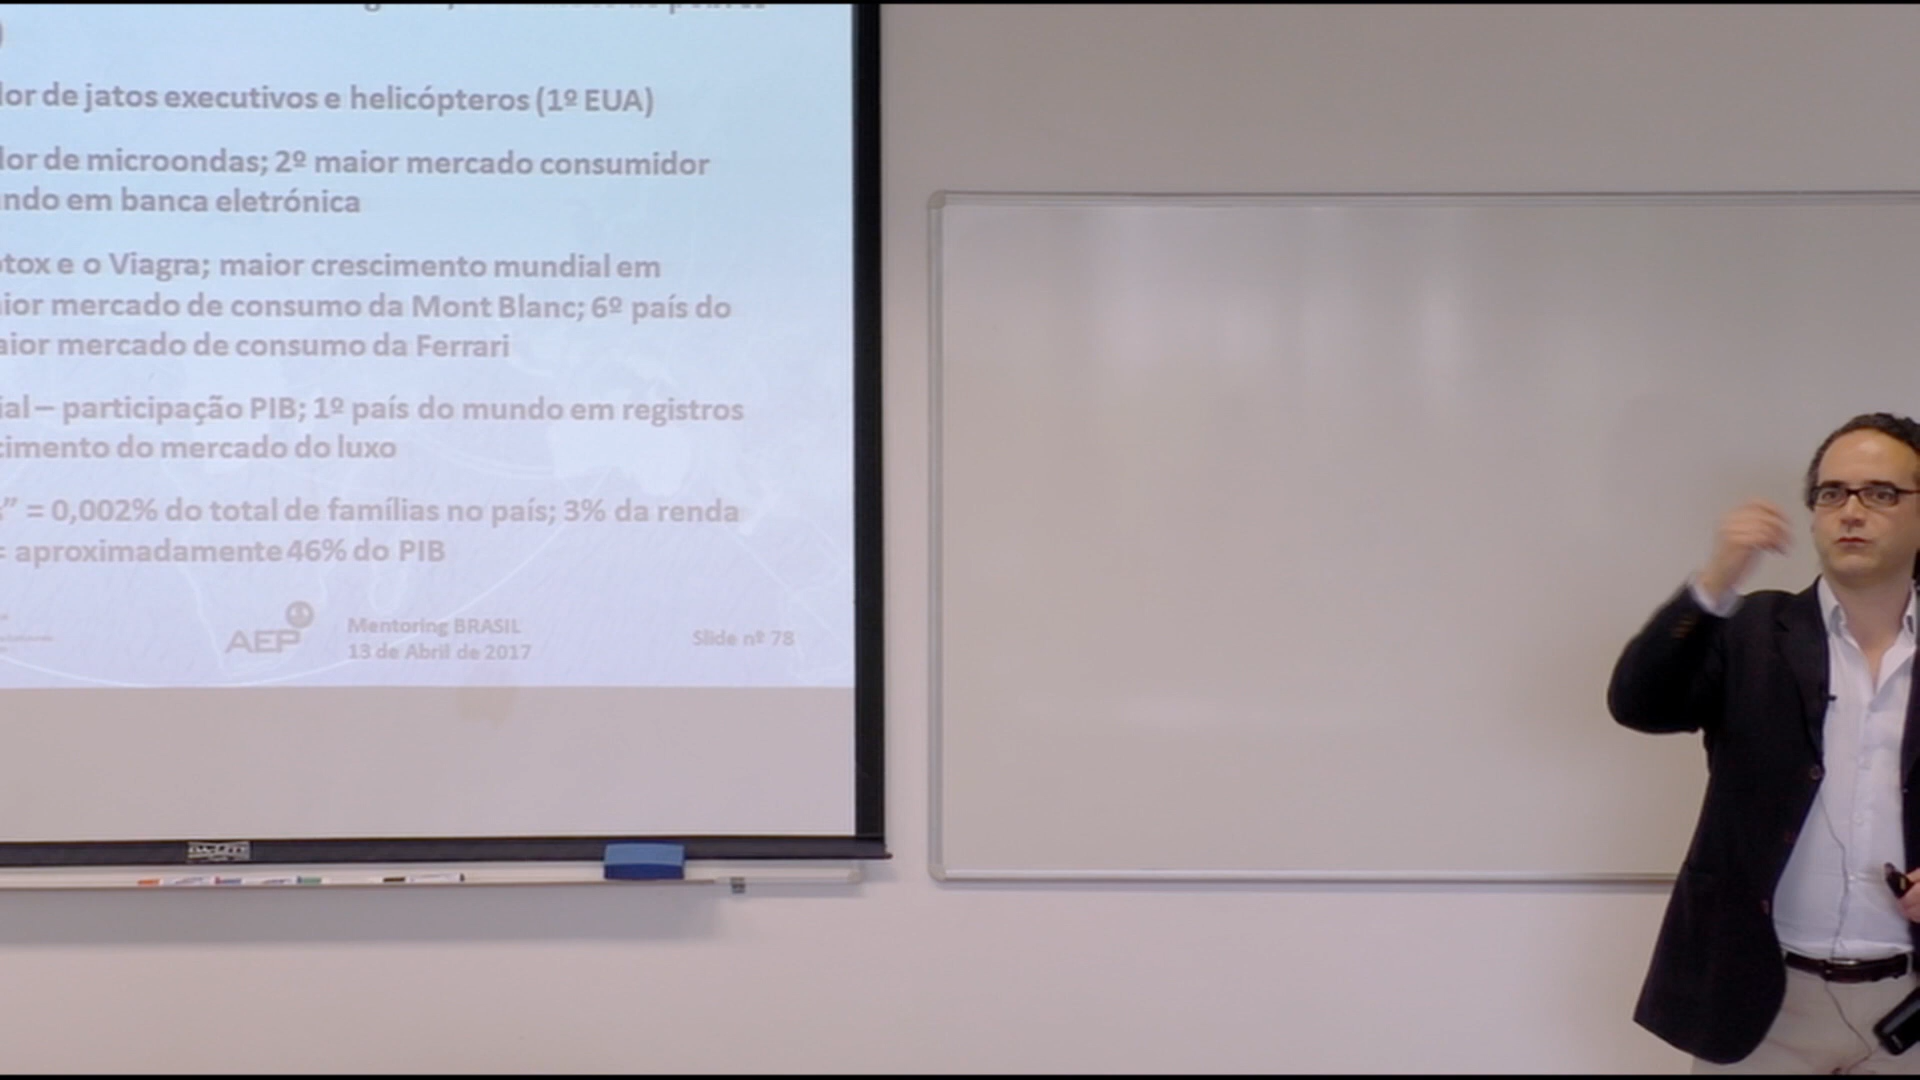 )
dor de jatos executivos e helicópteros (1º EUA)
dor de microondas; 2º maior mercado consumidor
undo em banca eletrónica
otox e o Viagra; maior crescimento mundial em
aior mercado de consumo da Mont Blanc; 6º país do
aior mercado de consumo da Ferrari
ial – participação PIB; 1º país do mundo em registros
cimento do mercado do luxo
” = 0,002% do total de famílias no país; 3% da renda
= aproximadamente 46% do PIB
AEP
Mentoring BRASIL
13 de Abril de 2017
Slide nº 78